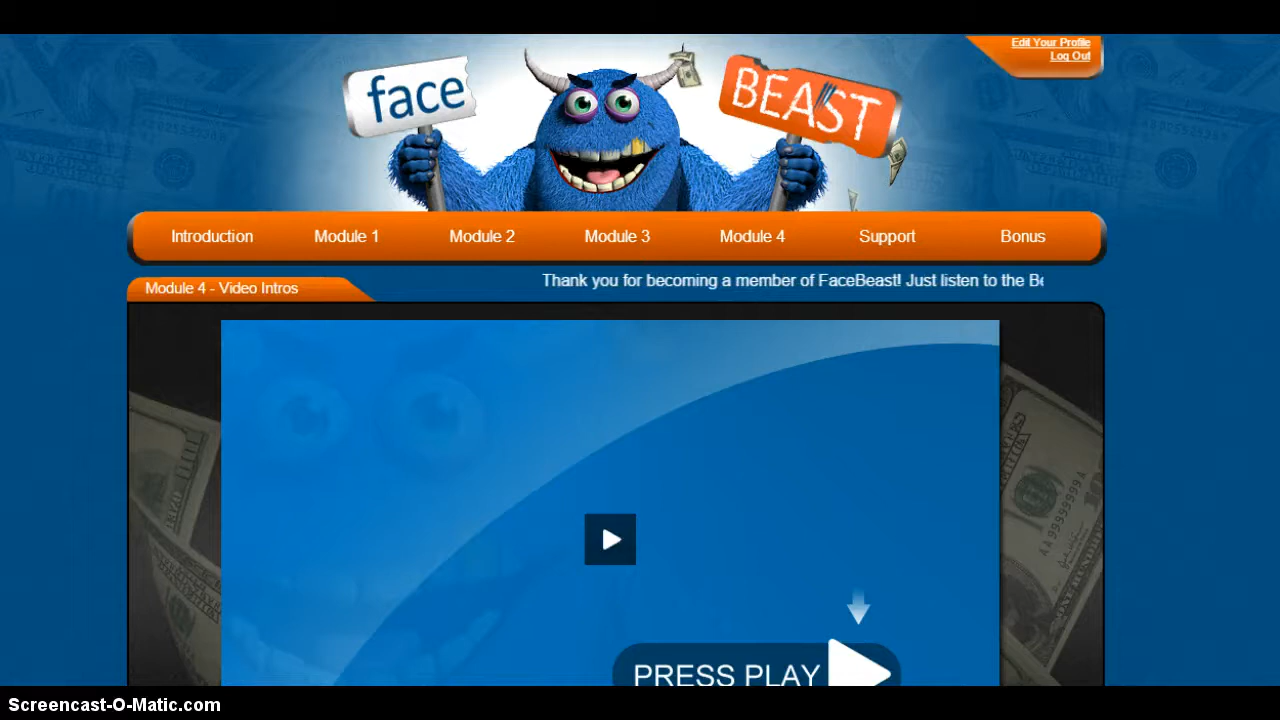 Edit Your Profile
Log Out
face
BEAST
Introduction
Module 1
Module 2
Module 3
Module 4
Support
Bonus
Module 4 - Video Intros
Thank you for becoming a member of FaceBeast! Just listen to the Be
PRESS PLAY
Screencast-O-Matic.com